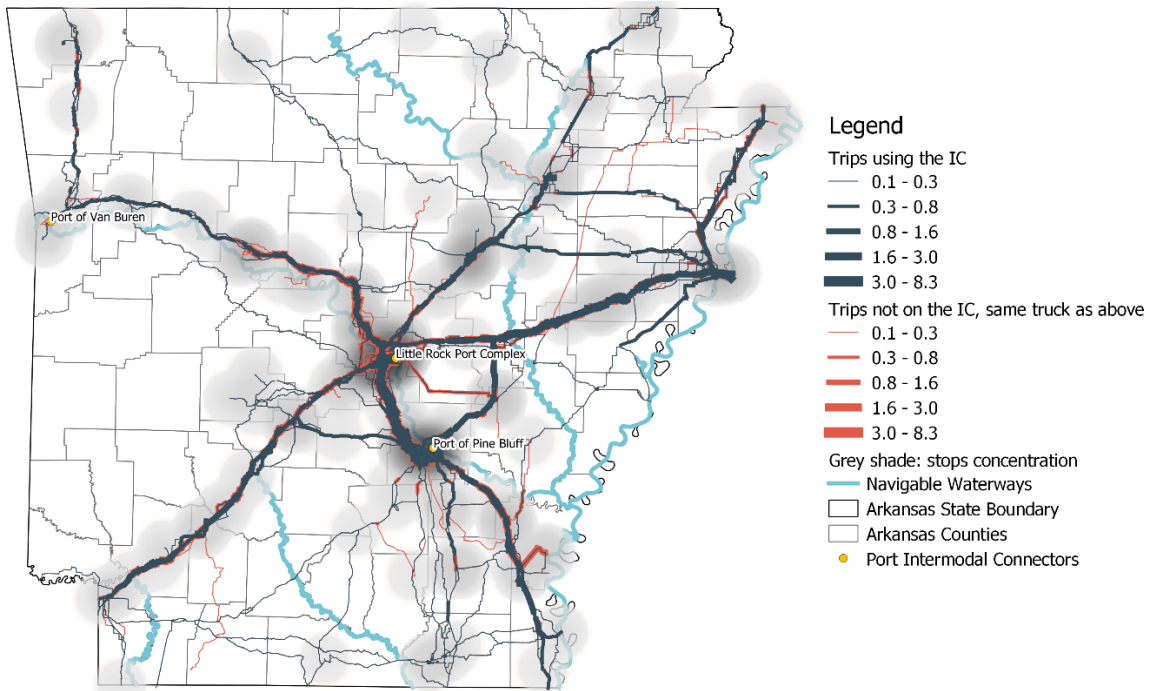 Port of Van Buren
Little Rock Port Complex
Port of Pine Bluff
Legend
Trips using the IC
0.1 - 0.3
0.3 - 0.8
0.8 - 1.6
1.6 - 3.0
3.0 - 8.3
Trips not on the IC, same truck as above
0.1 - 0.3
0.3 - 0.8
0.8 - 1.6
1.6 - 3.0
3.0 - 8.3
Grey shade: stops concentration
Navigable Waterways
Arkansas State Boundary
Arkansas Counties
Port Intermodal Connectors